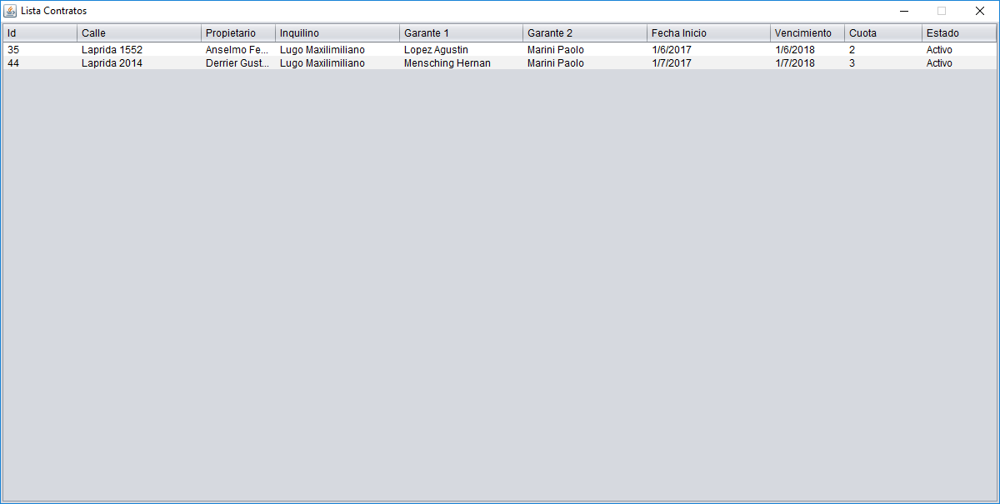 Lista Contratos
Id Calle Propietario Inquilino Garante 1 Garante 2 Fecha Inicio Vencimiento Cuota Estado
35 Laprida 1552 Anselmo Fe... Lugo Maxilimiliano Lopez Agustin Marini Paolo 1/6/2017 1/6/2018 2 Activo
44 Laprida 2014 Derrier Gust... Lugo Maxilimiliano Mensching Hernan Marini Paolo 1/7/2017 1/7/2018 3 Activo